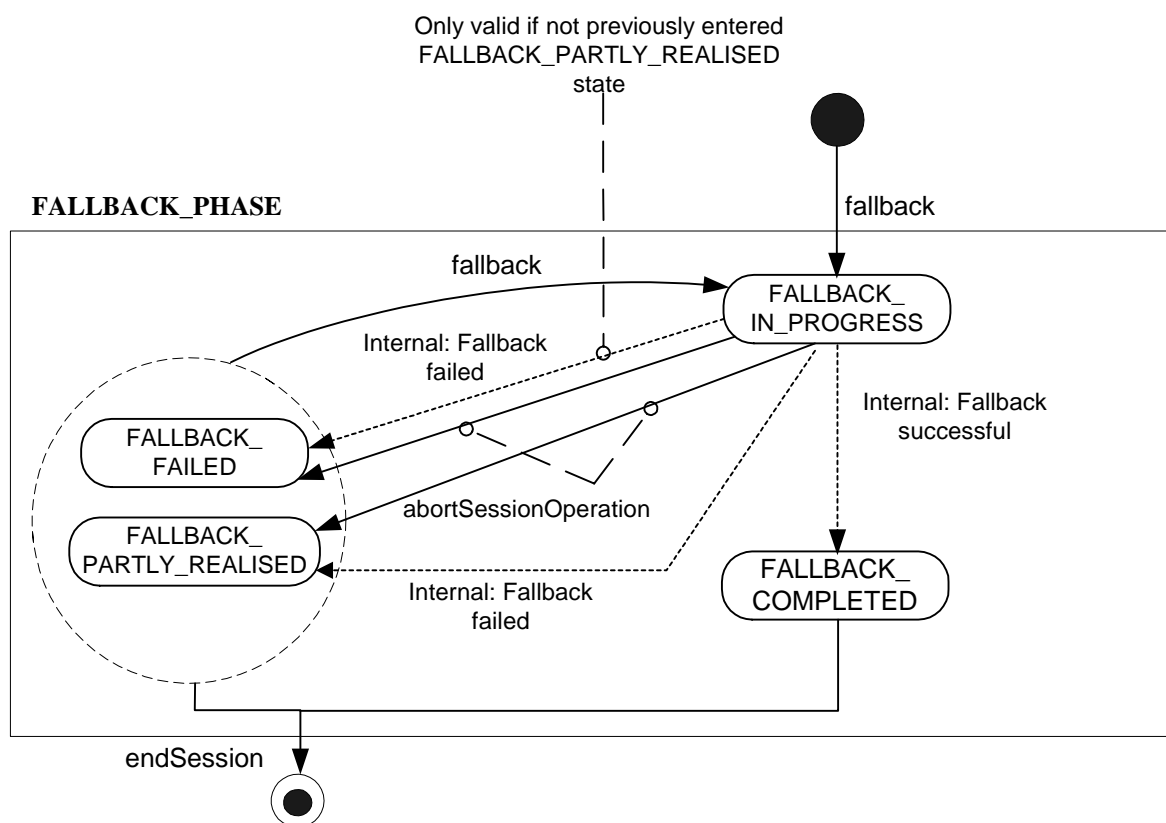 Only valid if not previously entered
FALLBACK_PARTLY_REALISED
state
FALLBACK_PHASE
fallback
fallback
FALLBACK_
IN_PROGRESS
Internal: Fallback
failed
Internal: Fallback
successful
FALLBACK_
FAILED
abortSessionOperation
FALLBACK_
PARTLY_REALISED
Internal: Fallback
failed
FALLBACK_
COMPLETED
endSession